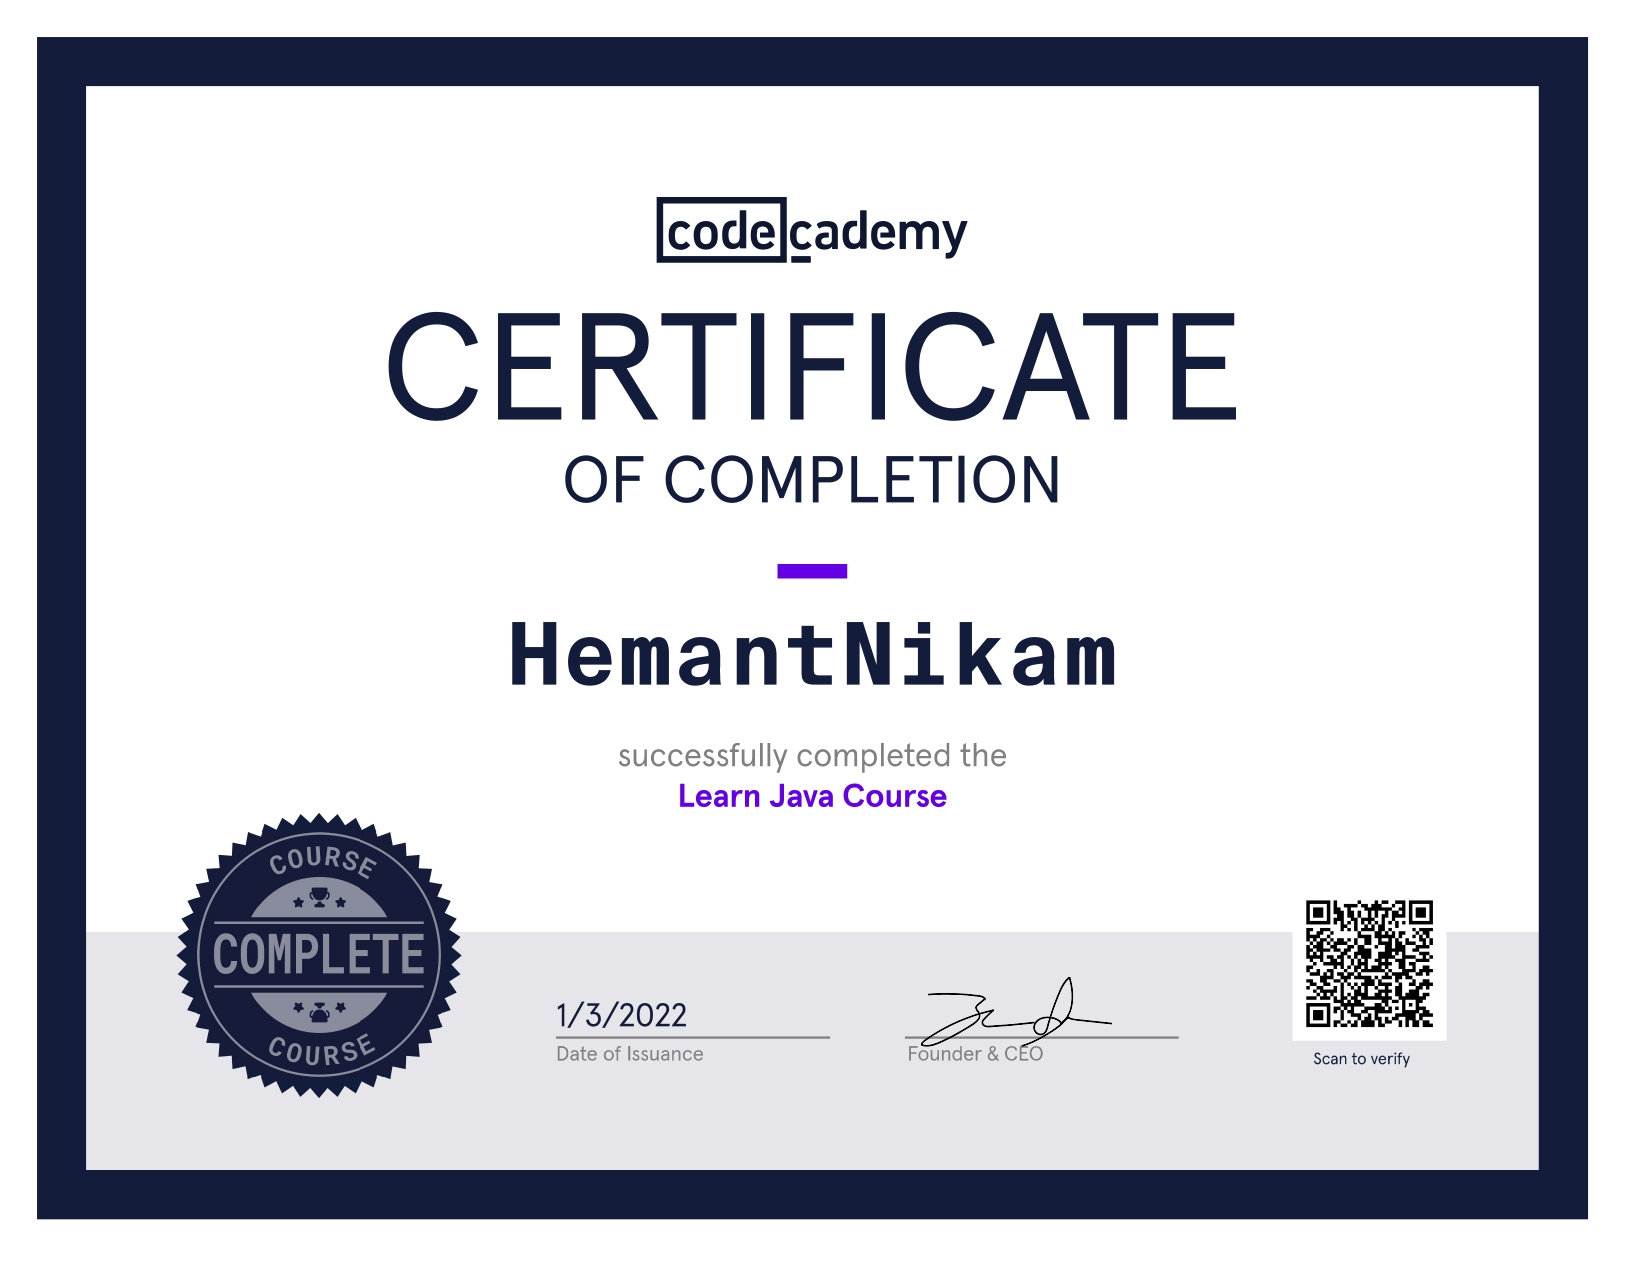 codecademy
CERTIFICATE
OF COMPLETION
HemantNikam
successfully completed the
Learn Java Course
COURSE
COMPLETE
COURSE
1/3/2022
Date of Issuance
Founder & CEO
Scan to verify